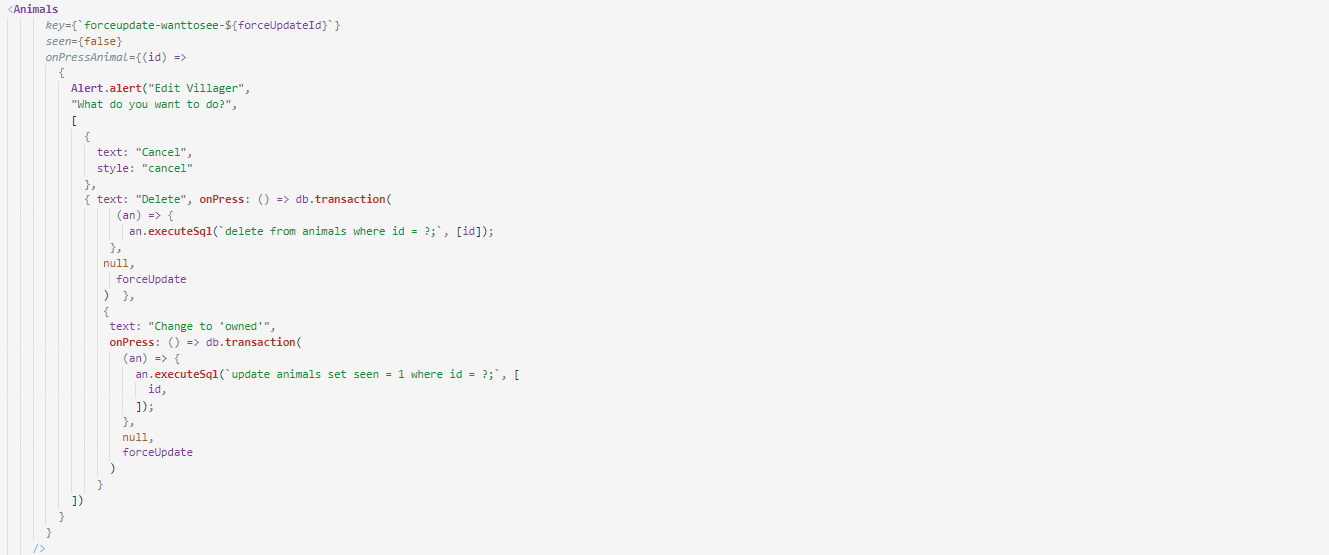 <Animals
key={`forceupdate-wanttosee-${forceUpdateId}`}
seen={false}
onPressAnimal={(id) =>
{
Alert.alert("Edit Villager",
"What do you want to do?",
[
{
text: "Cancel",
style: "cancel"
},
{ text: "Delete", onPress: () => db.transaction(
(an) => {
an.executeSql(`delete from animals where id = ?;`, [id]);
},
null,
forceUpdate
) },
{
text: "Change to 'owned'",
onPress: () => db.transaction(
(an) => {
an.executeSql(`update animals set seen = 1 where id = ?;`, [
id,
]);
},
null,
forceUpdate
)
}
])
}
}
/>